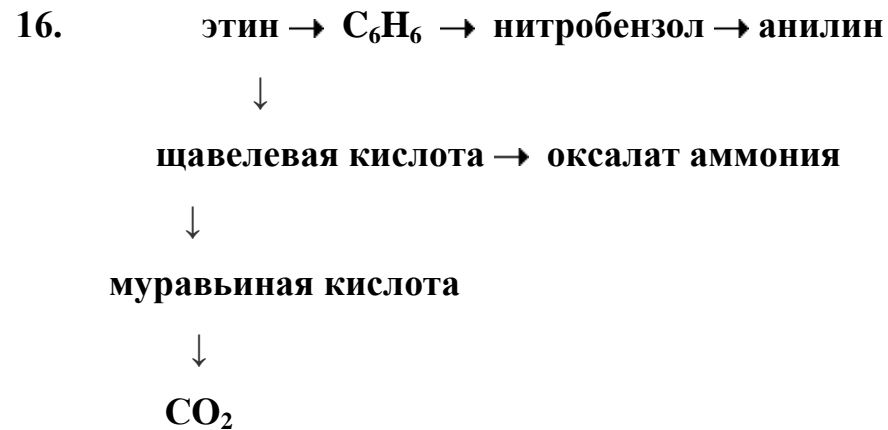 16. этин → C₆H₆ → нитробензол → анилин
↓
щавелевая кислота → оксалат аммония
↓
муравьиная кислота
↓
CO₂